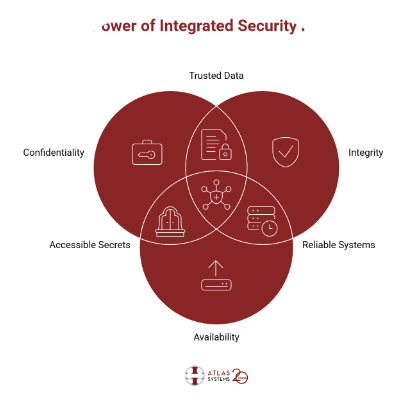 ower of Integrated Security
Trusted Data
Confidentiality
Integrity
Accessible Secrets
Reliable Systems
Availability
ATLAS
SYSTEMS